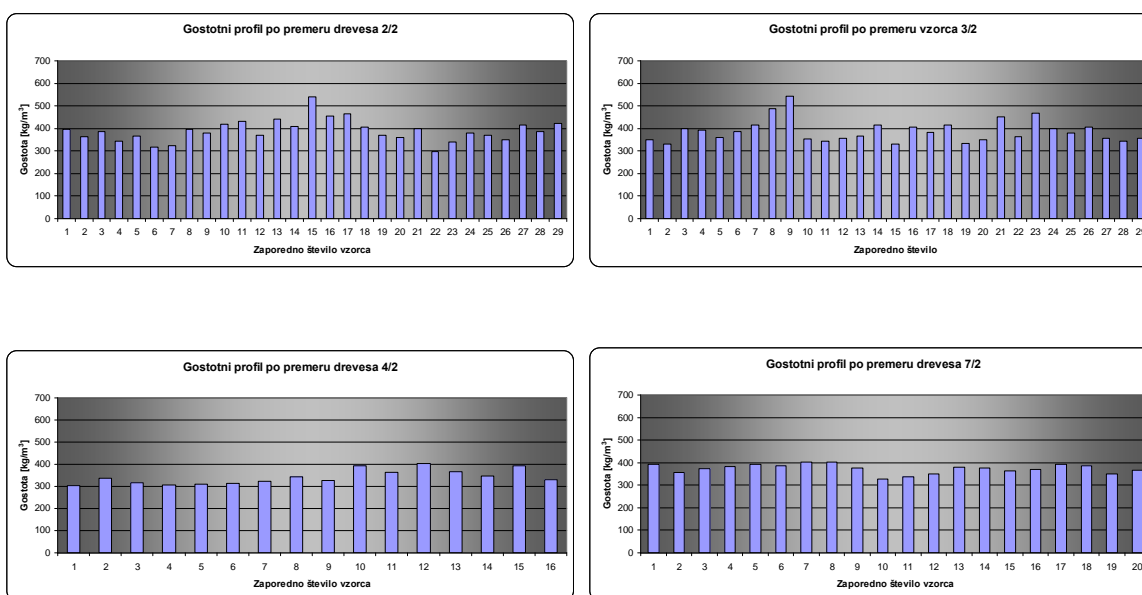 Gostotni profil po premeru drevesa 2/2
Gostota [kg/m³]
700
600
500
400
300
200
100
0
1 2 3 4 5 6 7 8 9 10 11 12 13 14 15 16 17 18 19 20 21 22 23 24 25 26 27 28 29
Zaporedno število vzorca
Gostotni profil po premeru vzorca 3/2
Gostota [kg/m³]
700
600
500
400
300
200
100
0
1 2 3 4 5 6 7 8 9 10 11 12 13 14 15 16 17 18 19 20 21 22 23 24 25 26 27 28 29
Zaporedno število
Gostotni profil po premeru drevesa 4/2
Gostota [kg/m³]
700
600
500
400
300
200
100
0
1 2 3 4 5 6 7 8 9 10 11 12 13 14 15 16
Zaporedno število vzorca
Gostotni profil po premeru drevesa 7/2
Gostota [kg/m³]
700
600
500
400
300
200
100
0
1 2 3 4 5 6 7 8 9 10 11 12 13 14 15 16 17 18 19 20
Zaporedno število vzorca